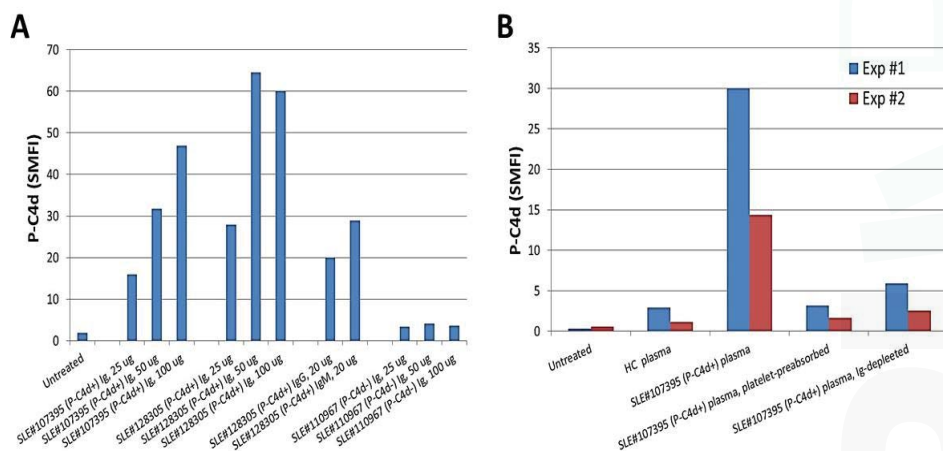 A
P-C4d (SMFI)
70
60
50
40
30
20
10
0
Untreated
SLE#107395 (P-C4d+) Ig, 25 ug
SLE#107395 (P-C4d+) Ig, 50 ug
SLE#107395 (P-C4d+) Ig, 100 ug
SLE#128305 (P-C4d+) Ig, 25 ug
SLE#128305 (P-C4d+) Ig, 50 ug
SLE#128305 (P-C4d+) Ig, 100 ug
SLE#128305 (P-C4d+) IgG, 20 ug
SLE#128305 (P-C4d+) IgM, 20 ug
SLE#110967 (P-C4d-) Ig, 25 ug
SLE#110967 (P-C4d-) Ig, 50 ug
SLE#110967 (P-C4d-) Ig, 100 ug
B
P-C4d (SMFI)
35
30
25
20
15
10
5
0
Exp #1
Exp #2
Untreated
HC plasma
SLE#107395 (P-C4d+) plasma
SLE#107395 (P-C4d+) plasma, platelet-preabsorbed
SLE#107395 (P-C4d+) plasma, Ig-depleeted